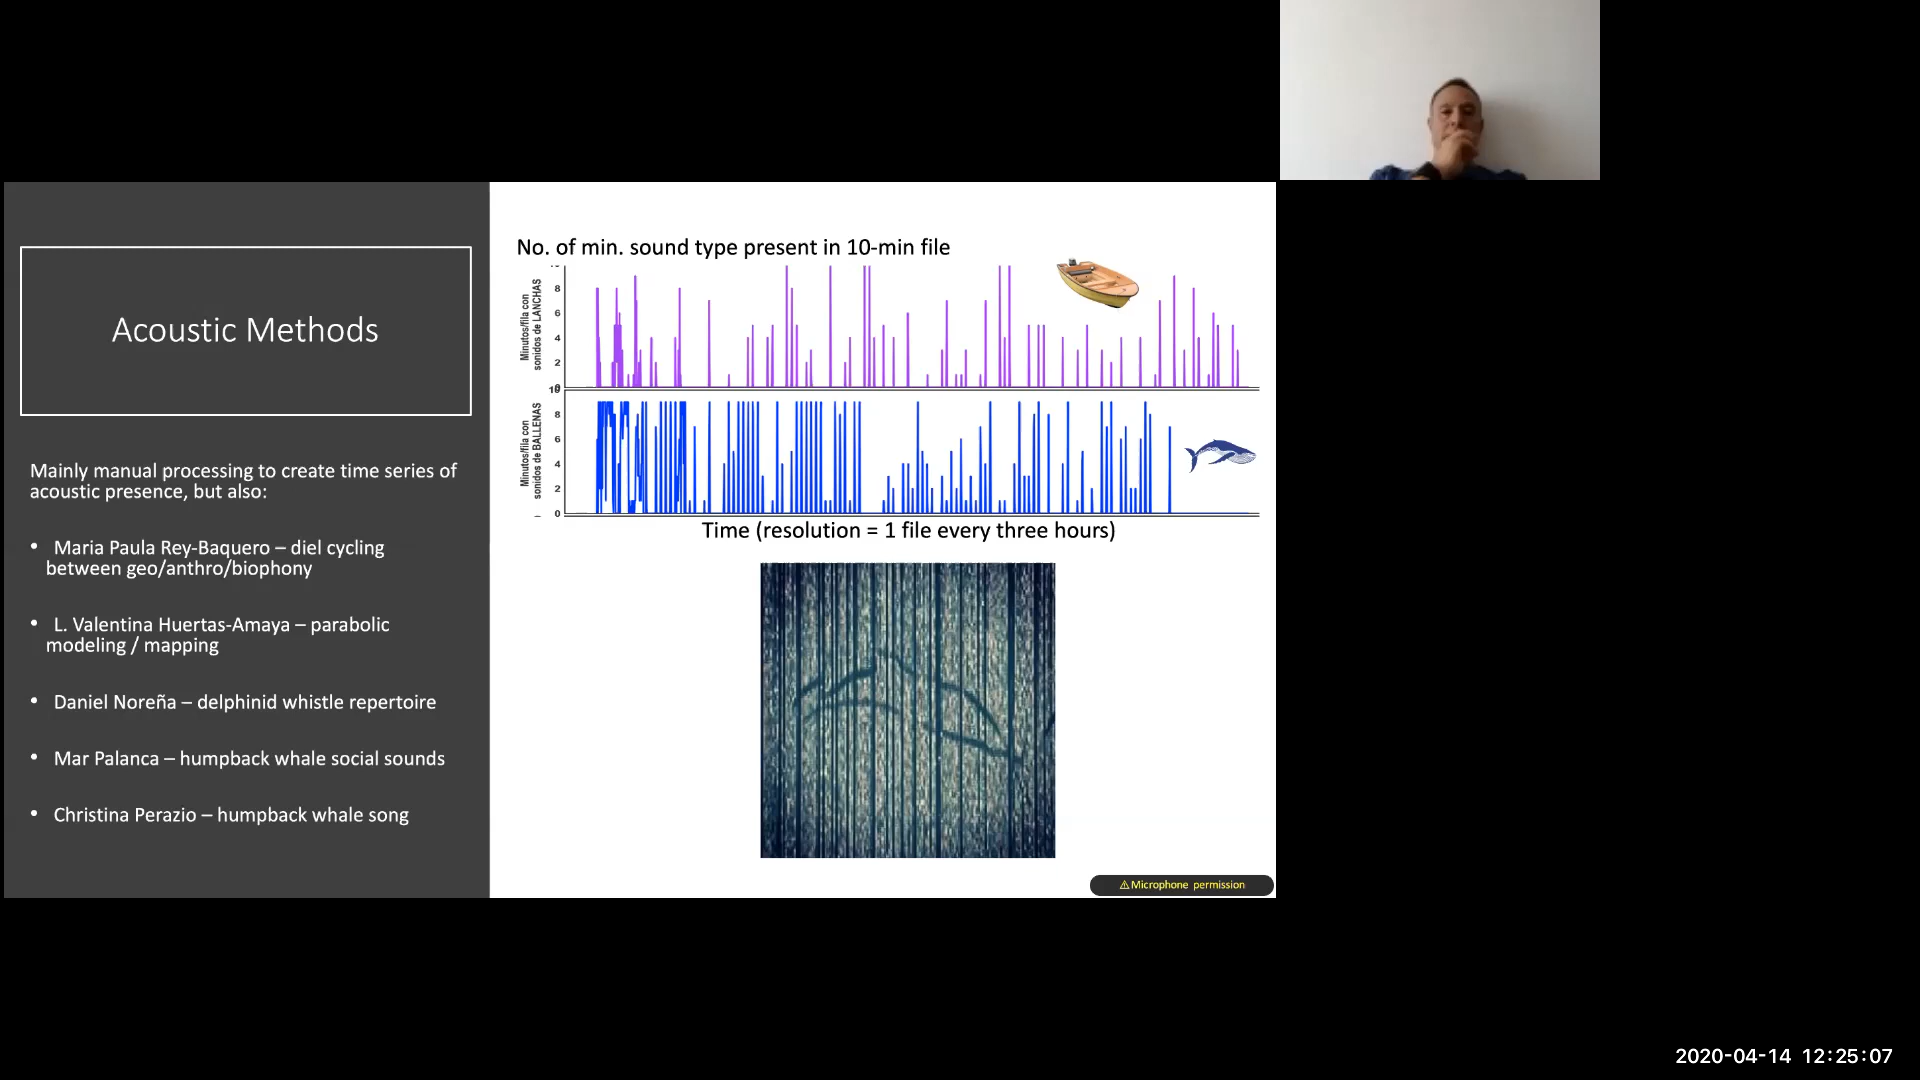 Acoustic Methods
Mainly manual processing to create time series of
acoustic presence, but also:
• Maria Paula Rey-Baquero – diel cycling
between geo/anthro/biophony
• L. Valentina Huertas-Amaya – parabolic
modeling / mapping
• Daniel Noreña – delphinid whistle repertoire
• Mar Palanca – humpback whale social sounds
• Christina Perazio – humpback whale song
No. of min. sound type present in 10-min file
Minutos/fila con
sonidos de LANCHAS
8
6
4
2
Minutos/fila con
sonidos de BALLENAS
10
8
6
4
2
0
Time (resolution = 1 file every three hours)
⚠Microphone permission
2020-04-14 12:25:07